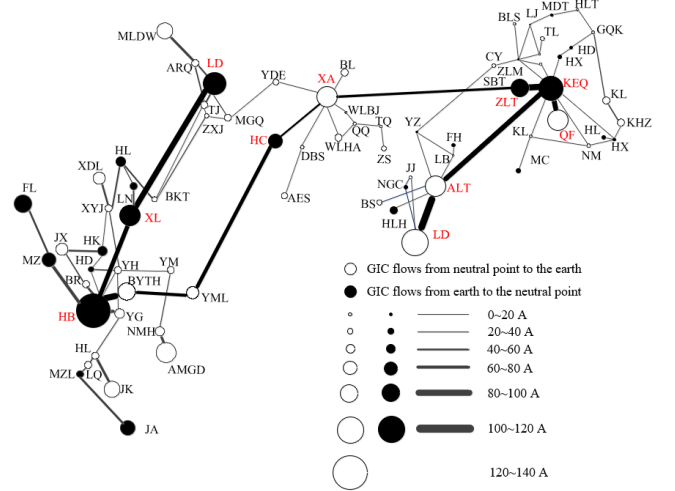 MDT
HLT
BLS
LJ
TL
GQK
MLDW
HD
CY
HX
ARQ
LD
BL
ZLM
YDE
XA
SBT
KEQ
KL
ZLT
TJ
WLBJ
MGQ
QQ
TQ
ZXJ
YZ
QF
KHZ
HC
KL
HL
FH
WLHA
HX
HL
DBS
ZS
LB
NM
XDL
MC
JJ
FL
LN
BKT
AES
NGC
ALT
BS
XYJ
XL
HLH
LD
JX
HK
MZ
HD
YH
YM
GIC flows from neutral point to the earth
BR
BYTH
YML
GIC flows from earth to the neutral point
HB
YG
0~20 A
NMH
20~40 A
HL
40~60 A
AMGD
60~80 A
MZL
LQ
JK
80~100 A
JA
100~120 A
120~140 A